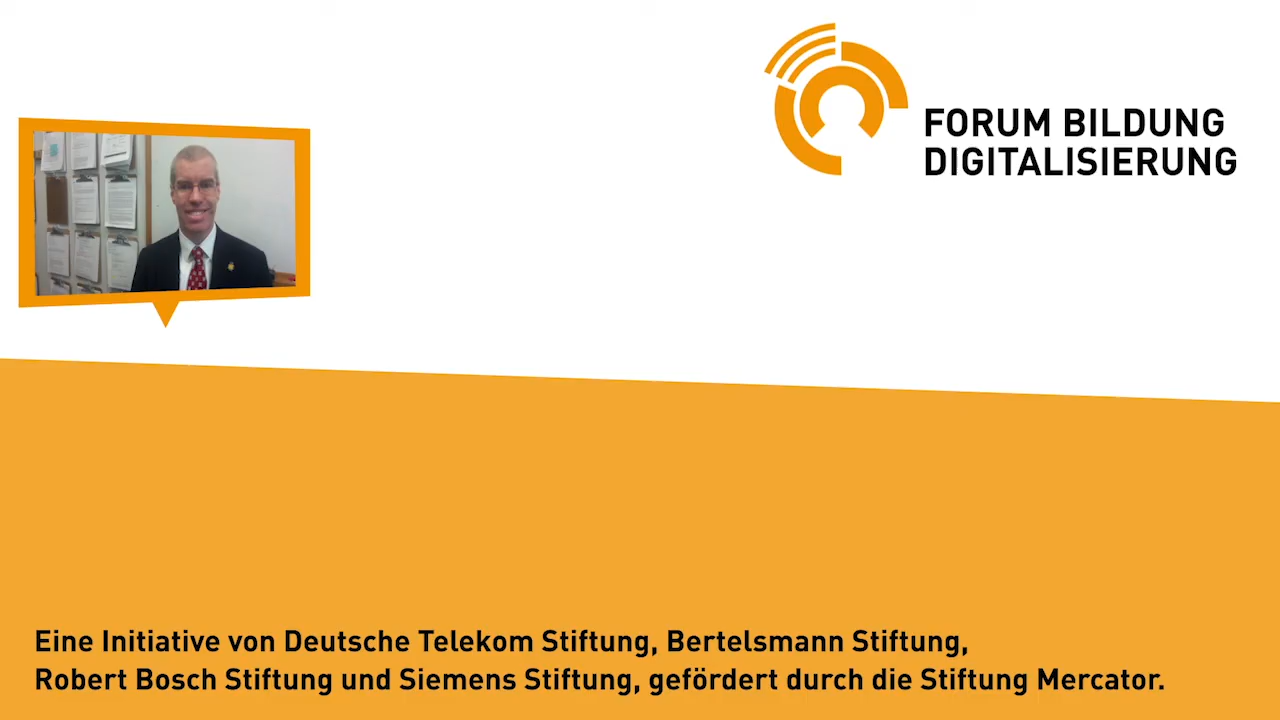 FORUM BILDUNG
DIGITALISIERUNG
Eine Initiative von Deutsche Telekom Stiftung, Bertelsmann Stiftung,
Robert Bosch Stiftung und Siemens Stiftung, gefördert durch die Stiftung Mercator.